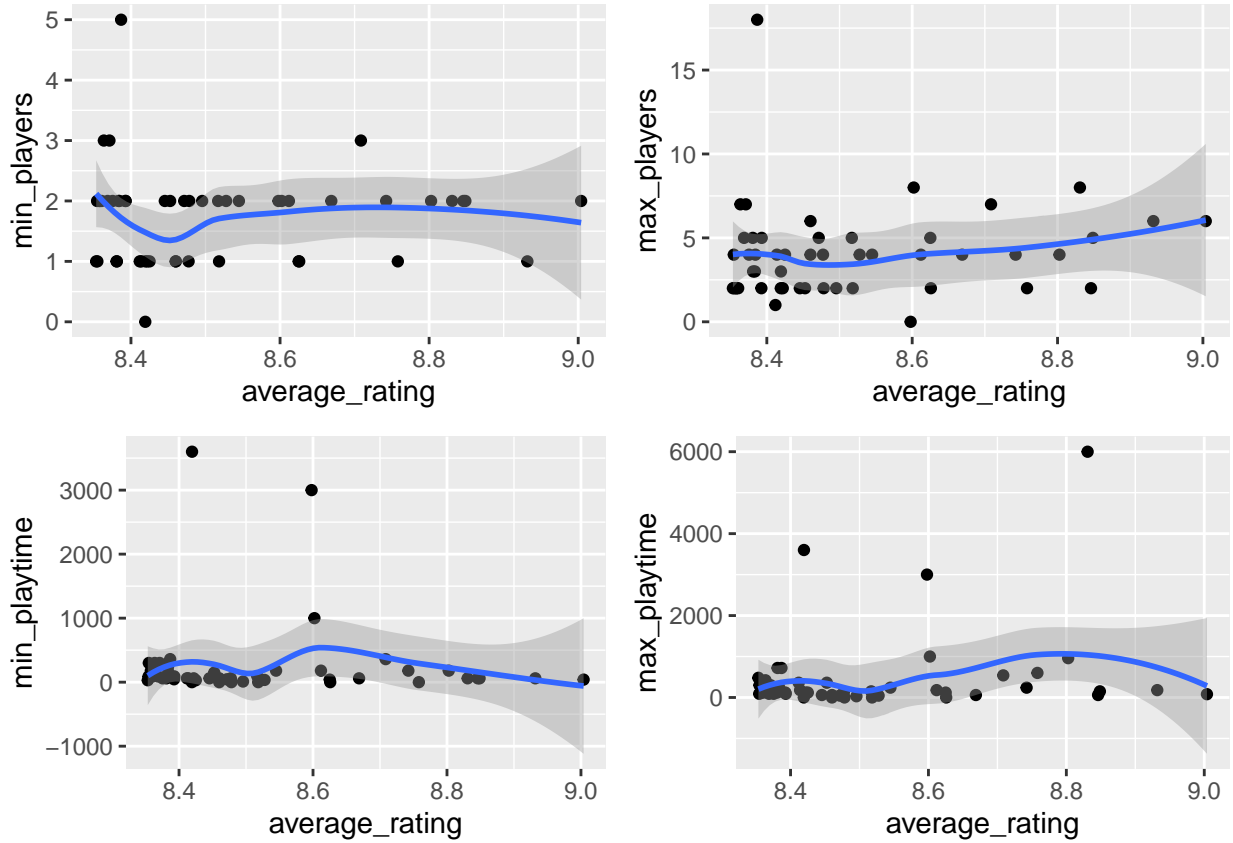 min_players
5
4
3
2
1
0
8.4 8.6 8.8 9.0
average_rating
max_players
15
10
5
0
8.4 8.6 8.8 9.0
average_rating
min_playtime
3000
2000
1000
0
−1000
8.4 8.6 8.8 9.0
average_rating
max_playtime
6000
4000
2000
0
8.4 8.6 8.8 9.0
average_rating